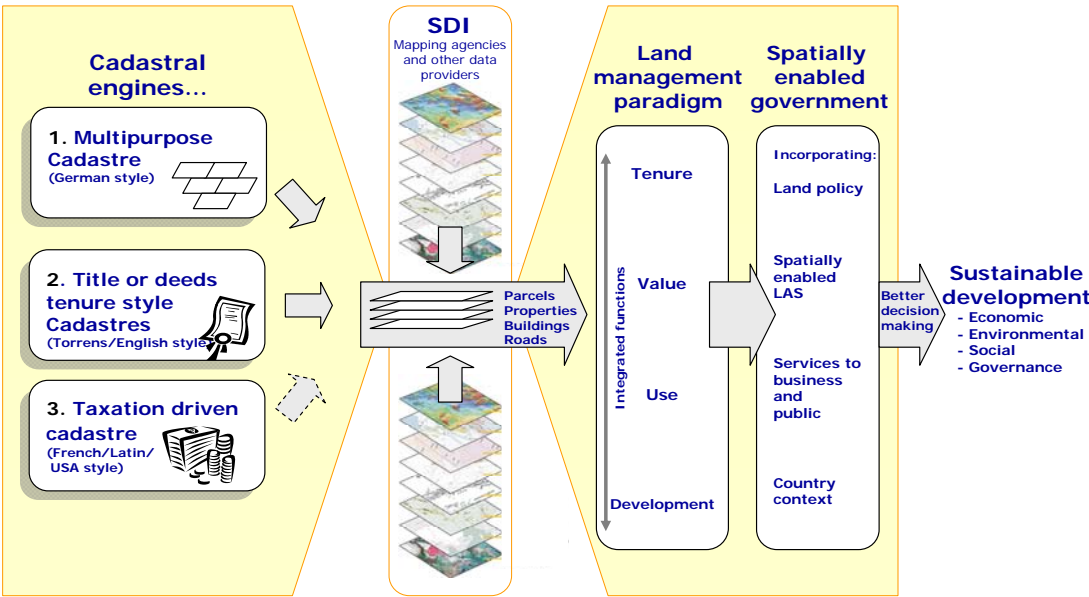 Cadastral
engines...
1. Multipurpose
Cadastre
(German style)
2. Title or deeds
tenure style
Cadastres
(Torrens/English style
3. Taxation driven
cadastre
(French/Latin/
USA style)
SDI
Mapping agencies
and other data
providers
Parcels
Properties
Buildings
Roads
Land
management
paradigm
Integrated functions
Tenure
Value
Use
Development
Spatially
enabled
government
Incorporating:
Land policy
Spatially
enabled
LAS
Services to
business
and
public
Country
context
Better
decision
making
Sustainable
development
- Economic
- Environmental
- Social
- Governance